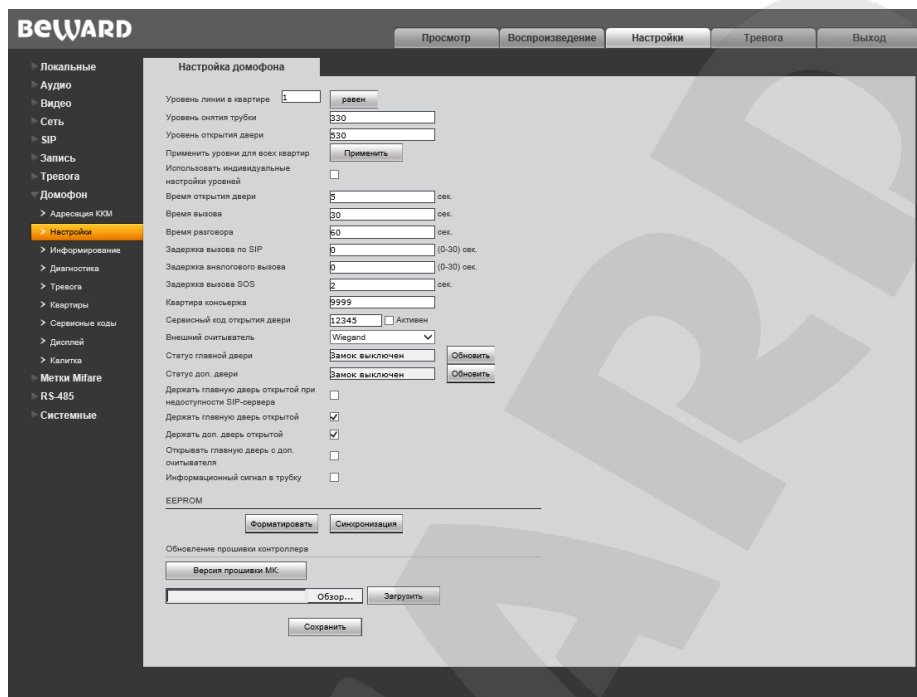 BEWARD
Просмотр Воспроизведение Настройки Тревога Выход
Локальные
Аудио
Видео
Сеть
SIP
Запись
Тревога
Домофон
Адресация ККМ
Настройки
Информирование
Диагностика
Тревога
Квартиры
Сервисные коды
Дисплей
Калитка
Метки Mifare
RS-485
Системные
Настройка домофона
Уровень линии в квартире 1 равен
Уровень снятия трубки 330
Уровень открытия двери 530
Применить уровни для всех квартир Применить
Использовать индивидуальные
настройки уровней
Время открытия двери 5 сек.
Время вызова 30 сек.
Время разговора 60 сек.
Задержка вызова по SIP 0 (0-30) сек.
Задержка аналогового вызова 0 (0-30) сек.
Задержка вызова SOS 2 сек.
Квартира консьержа 9999
Сервисный код открытия двери 12345 Активен
Внешний считыватель Wiegand
Статус главной двери Замок выключен Обновить
Статус доп. двери Замок выключен Обновить
Держать главную дверь открытой при
недоступности SIP-сервера
Держать главную дверь открытой
Держать доп. дверь открытой
Открывать главную дверь с доп.
считывателя
Информационный сигнал в трубку
EEPROM
Форматировать Синхронизация
Обновление прошивки контроллера
Версия прошивки МК:
Обзор... Загрузить
Сохранить